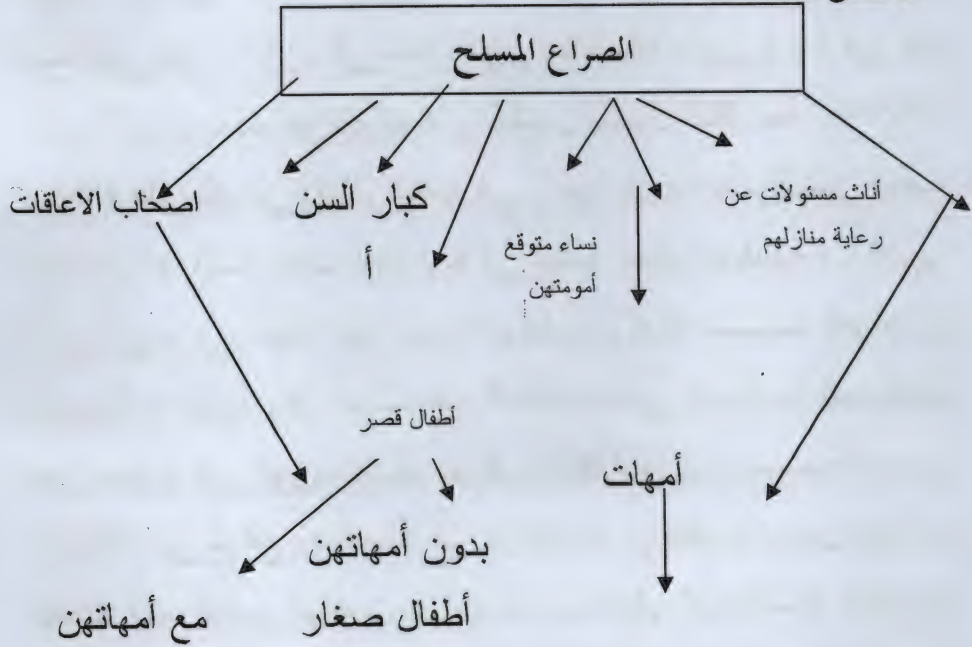 الصراع المسلح
اصحاب الاعاقات
كبار السن
أ
نساء متوقع
أمومتهن
أناث مسئولات عن
رعاية منازلهم
أطفال قصر
أمهات
بدون أمهاتهن
أطفال صغار
مع أمهاتهن